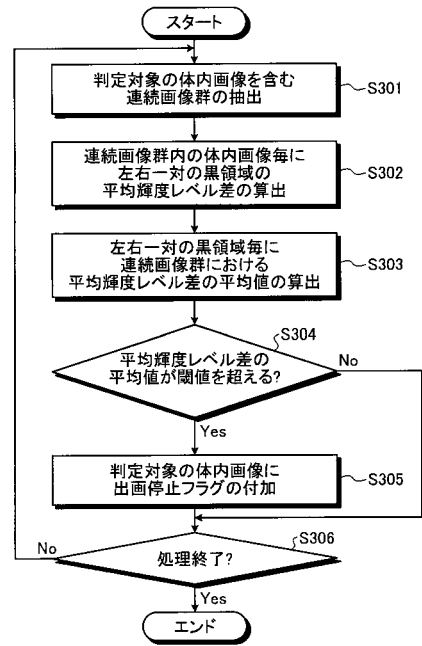 スタート
判定対象の体内画像を含む
連続画像群の抽出
S301
連続画像群内の体内画像毎に
左右一対の黒領域の
平均輝度レベル差の算出
S302
左右一対の黒領域毎に
連続画像群における
平均輝度レベル差の平均値の算出
S303
S304
平均輝度レベル差の
平均値が閾値を超える?
No
Yes
判定対象の体内画像に
出画停止フラグの付加
S305
S306
No
処理終了?
Yes
エンド